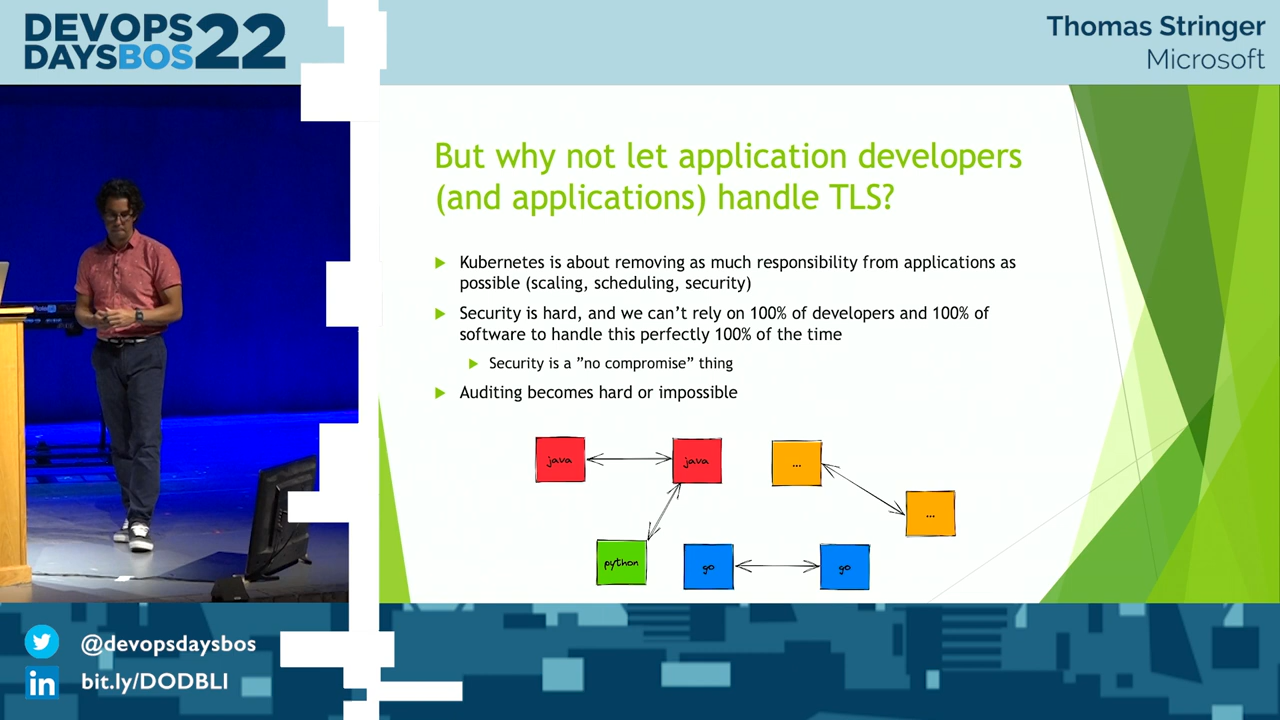 DEVOPS
DAYSBOS22
Thomas Stringer
Microsoft
But why not let application developers
(and applications) handle TLS?
Kubernetes is about removing as much responsibility from applications as
possible (scaling, scheduling, security)
Security is hard, and we can’t rely on 100% of developers and 100% of
software to handle this perfectly 100% of the time
Security is a ”no compromise” thing
Auditing becomes hard or impossible
java
java
...
...
python
go
go
@devopsdaysbos
bit.ly/DODBLI
in